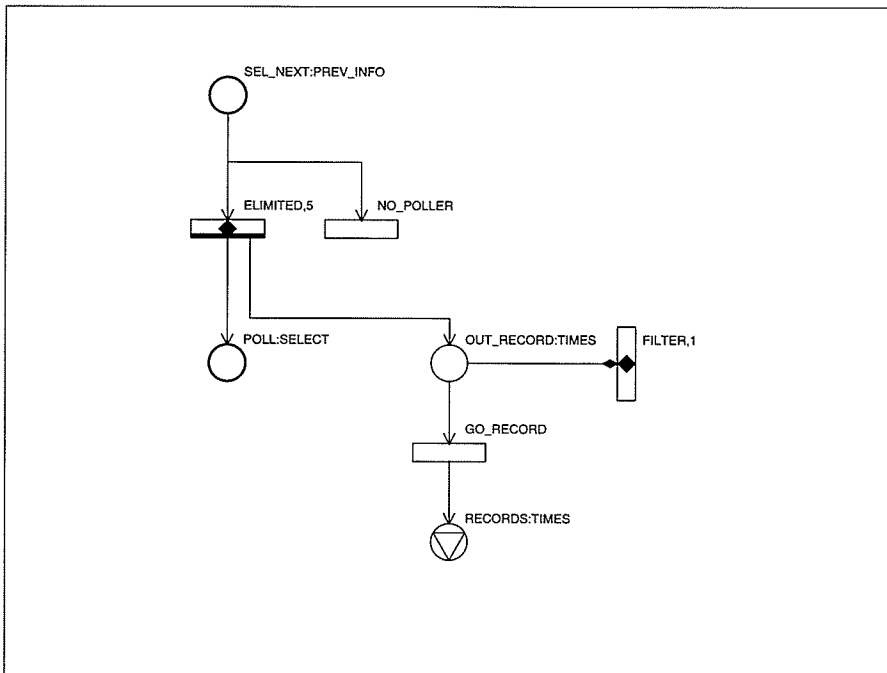 SEL_NEXT:PREV_INFO
ELIMITED,5
NO_POLLER
POLL:SELECT
OUT_RECORD:TIMES
FILTER,1
GO_RECORD
RECORDS:TIMES